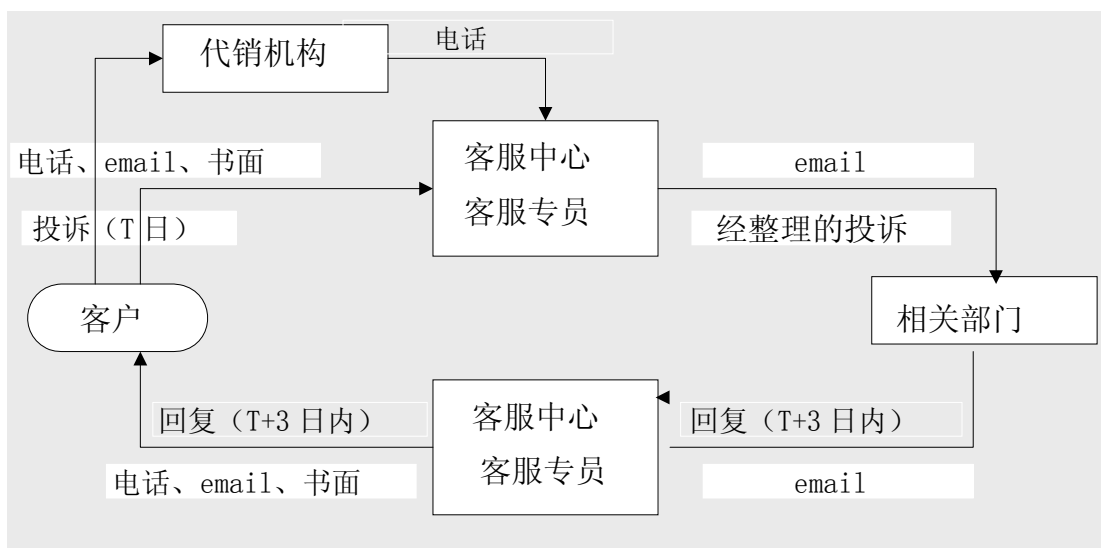 代销机构
电话
电话、email、书面
投诉（T日）
客服中心
客服专员
email
经整理的投诉
客户
相关部门
回复（T+3 日内）
电话、email、书面
客服中心
客服专员
回复（T+3 日内）
email